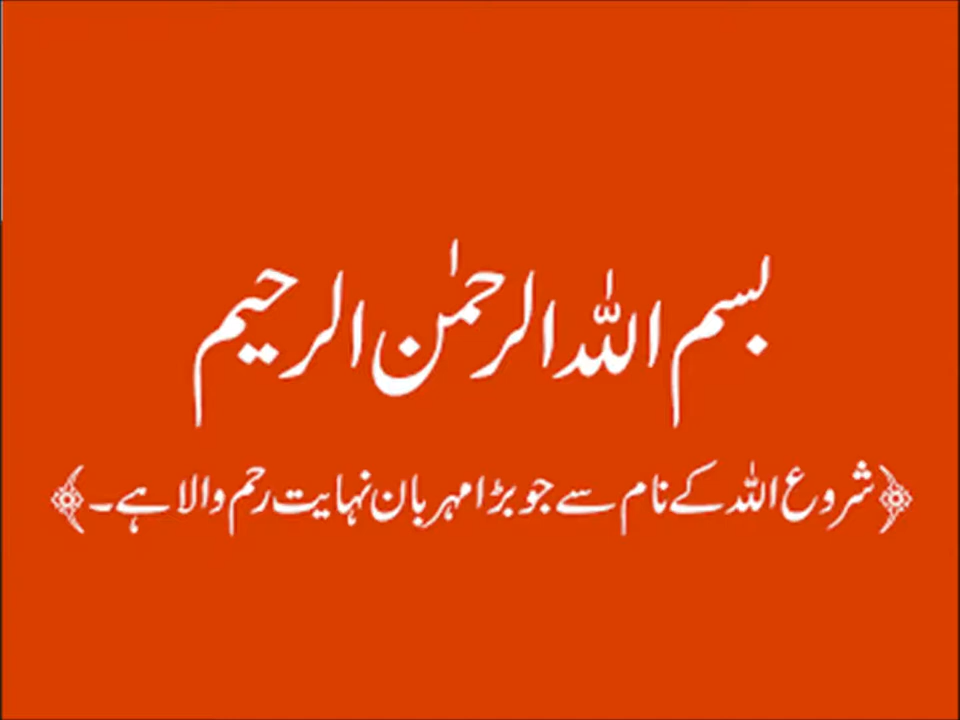 بسم اللہ الرحمٰن الرحیم
﴿شروع اللہ کے نام سے جو بڑا مہربان نہایت رحم والا ہے۔﴾